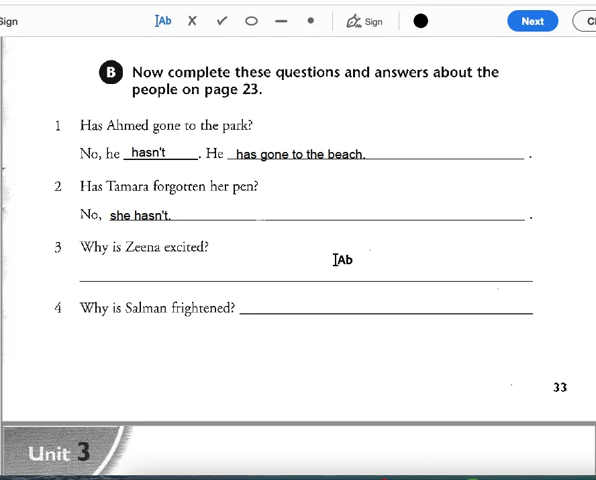 Sign
Ab
Sign
Next
B Now complete these questions and answers about the
people on page 23.
1 Has Ahmed gone to the park?
No, he hasn't. He has gone to the beach. .
2 Has Tamara forgotten her pen?
No, she hasn't. .
3 Why is Zeena excited?
Ab
4 Why is Salman frightened?
33
Unit 3